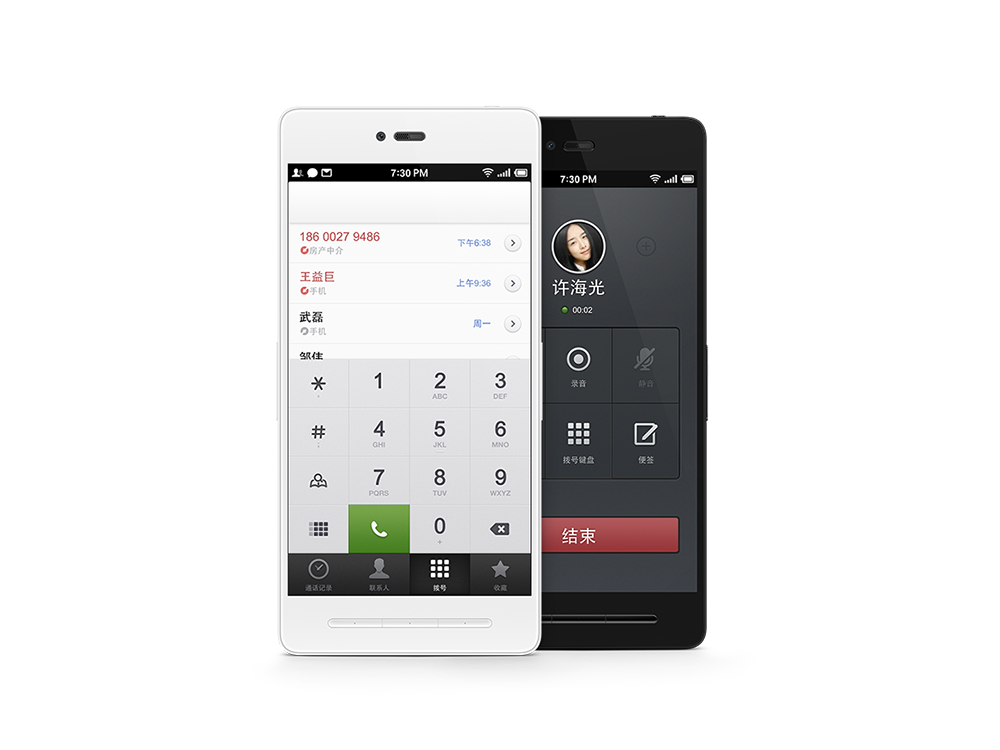 7:30 PM
186 0027 9486
下午6:38
房产中介
王益巨
上午9:36
手机
武磊
周一
手机
邹伟
1
2
ABC
3
DEF
*
,
#
;
4
GHI
5
JKL
6
MNO
7
PQRS
8
TUV
9
WXYZ
0
+
通话记录
联系人
拨号
收藏
7:30 PM
许海光
00:02
录音
静音
拨号键盘
便签
结束